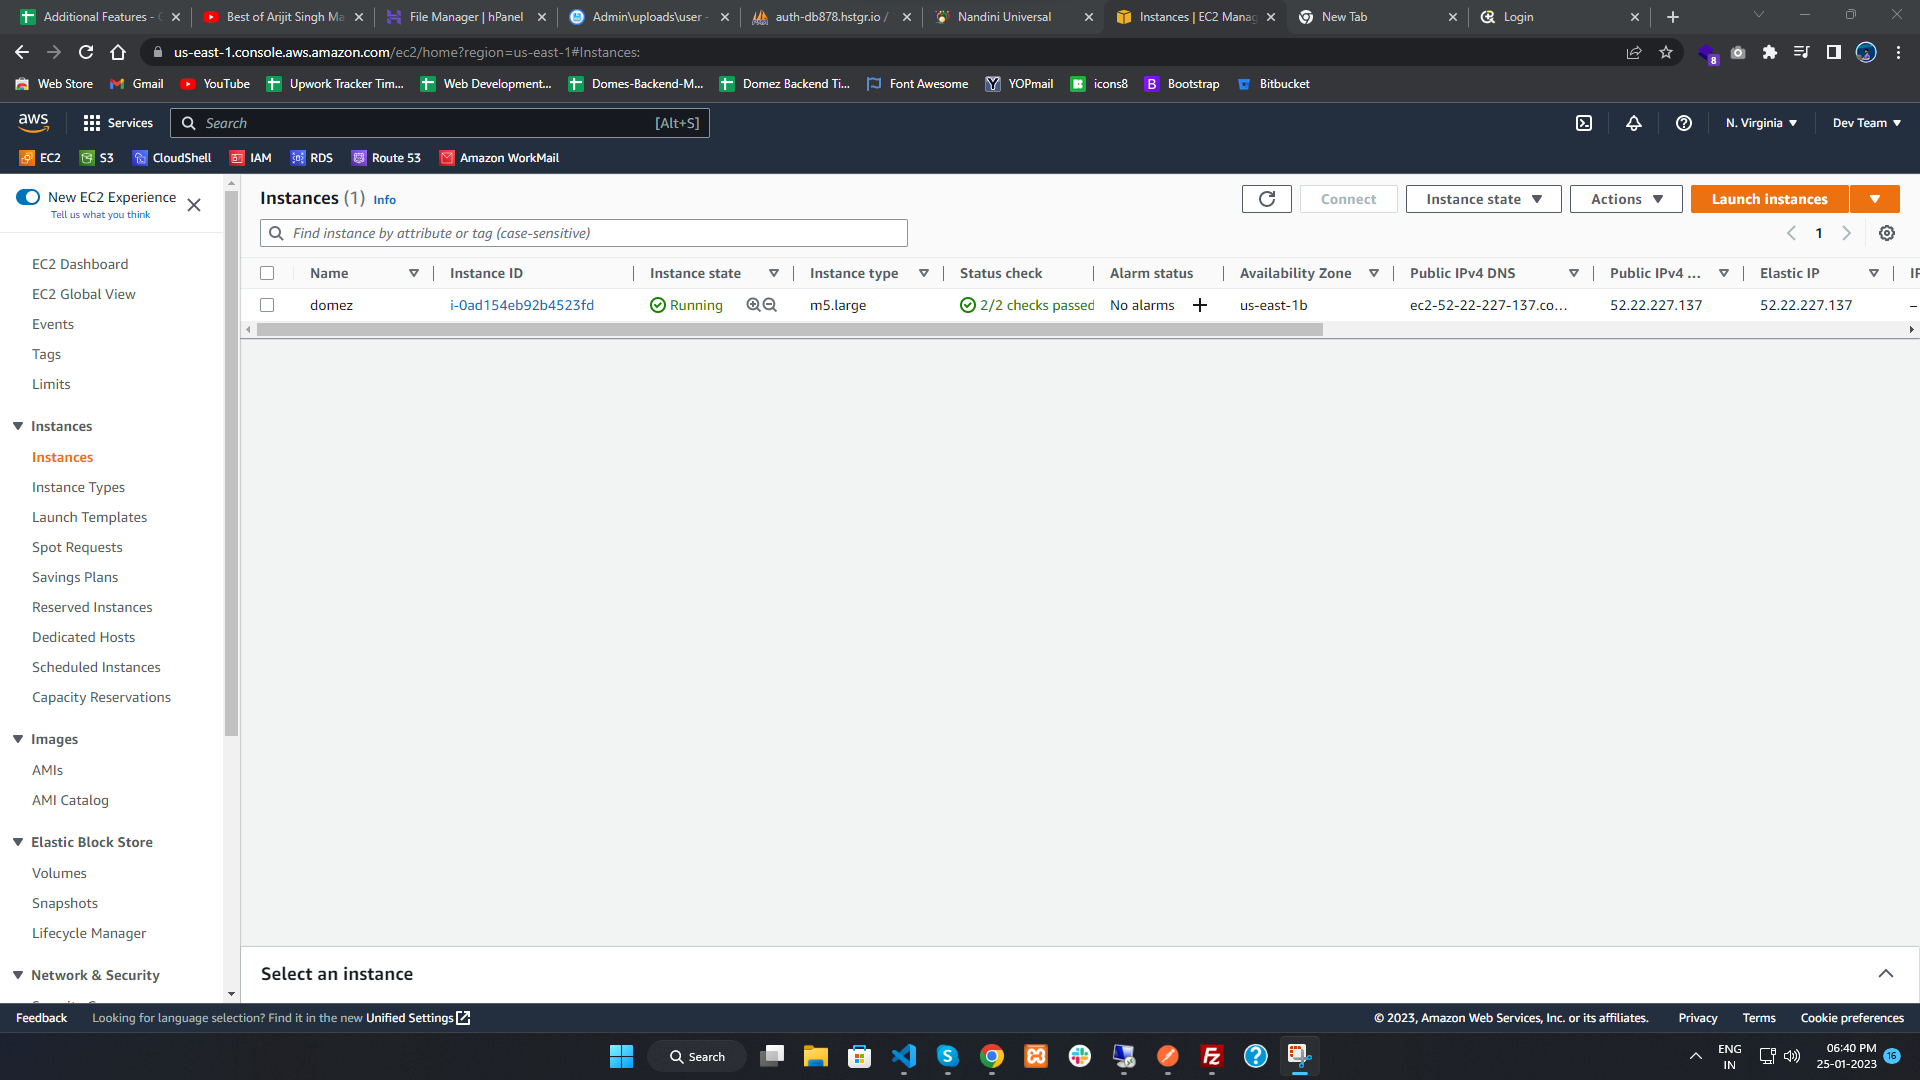 Additional Features - 
Best of Arijit Singh Ma
File Manager | hPanel
Admin\uploads\user -
auth-db878.hstgr.io /
Nandini Universal
Instances | EC2 Manag
New Tab
Login
us-east-1.console.aws.amazon.com/ec2/home?region=us-east-1#Instances:
8
Web Store
Gmail
YouTube
Upwork Tracker Tim...
Web Development...
Domes-Backend-M...
Domez Backend Ti...
Font Awesome
YOPmail
icons8
Bootstrap
Bitbucket
aws
Services
Search
[Alt+S]
N. Virginia
Dev Team
EC2
S3
CloudShell
IAM
RDS
Route 53
Amazon WorkMail
New EC2 Experience
Tell us what you think
EC2 Dashboard
EC2 Global View
Events
Tags
Limits
Instances
Instances
Instance Types
Launch Templates
Spot Requests
Savings Plans
Reserved Instances
Dedicated Hosts
Scheduled Instances
Capacity Reservations
Images
AMIs
AMI Catalog
Elastic Block Store
Volumes
Snapshots
Lifecycle Manager
Network & Security
Instances (1) Info
Connect
Instance state
Actions
Launch instances
Find instance by attribute or tag (case-sensitive)
1
Name Instance ID Instance state Instance type Status check Alarm status Availability Zone Public IPv4 DNS Public IPv4 ... Elastic IP
domez i-0ad154eb92b4523fd Running m5.large 2/2 checks passed No alarms + us-east-1b ec2-52-22-227-137.co... 52.22.227.137 52.22.227.137 –
Select an instance
Feedback
Looking for language selection? Find it in the new Unified Settings
© 2023, Amazon Web Services, Inc. or its affiliates.
Privacy
Terms
Cookie preferences
Search
ENG
IN
06:40 PM
25-01-2023
16